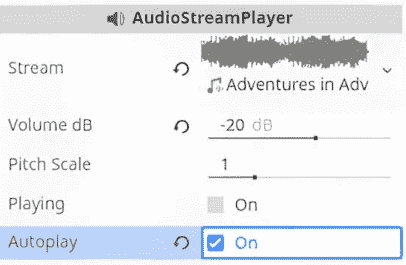 AudioStreamPlayer
Stream
Adventures in Adv
Volume dB -20 dB
Pitch Scale 1
Playing On
Autoplay On